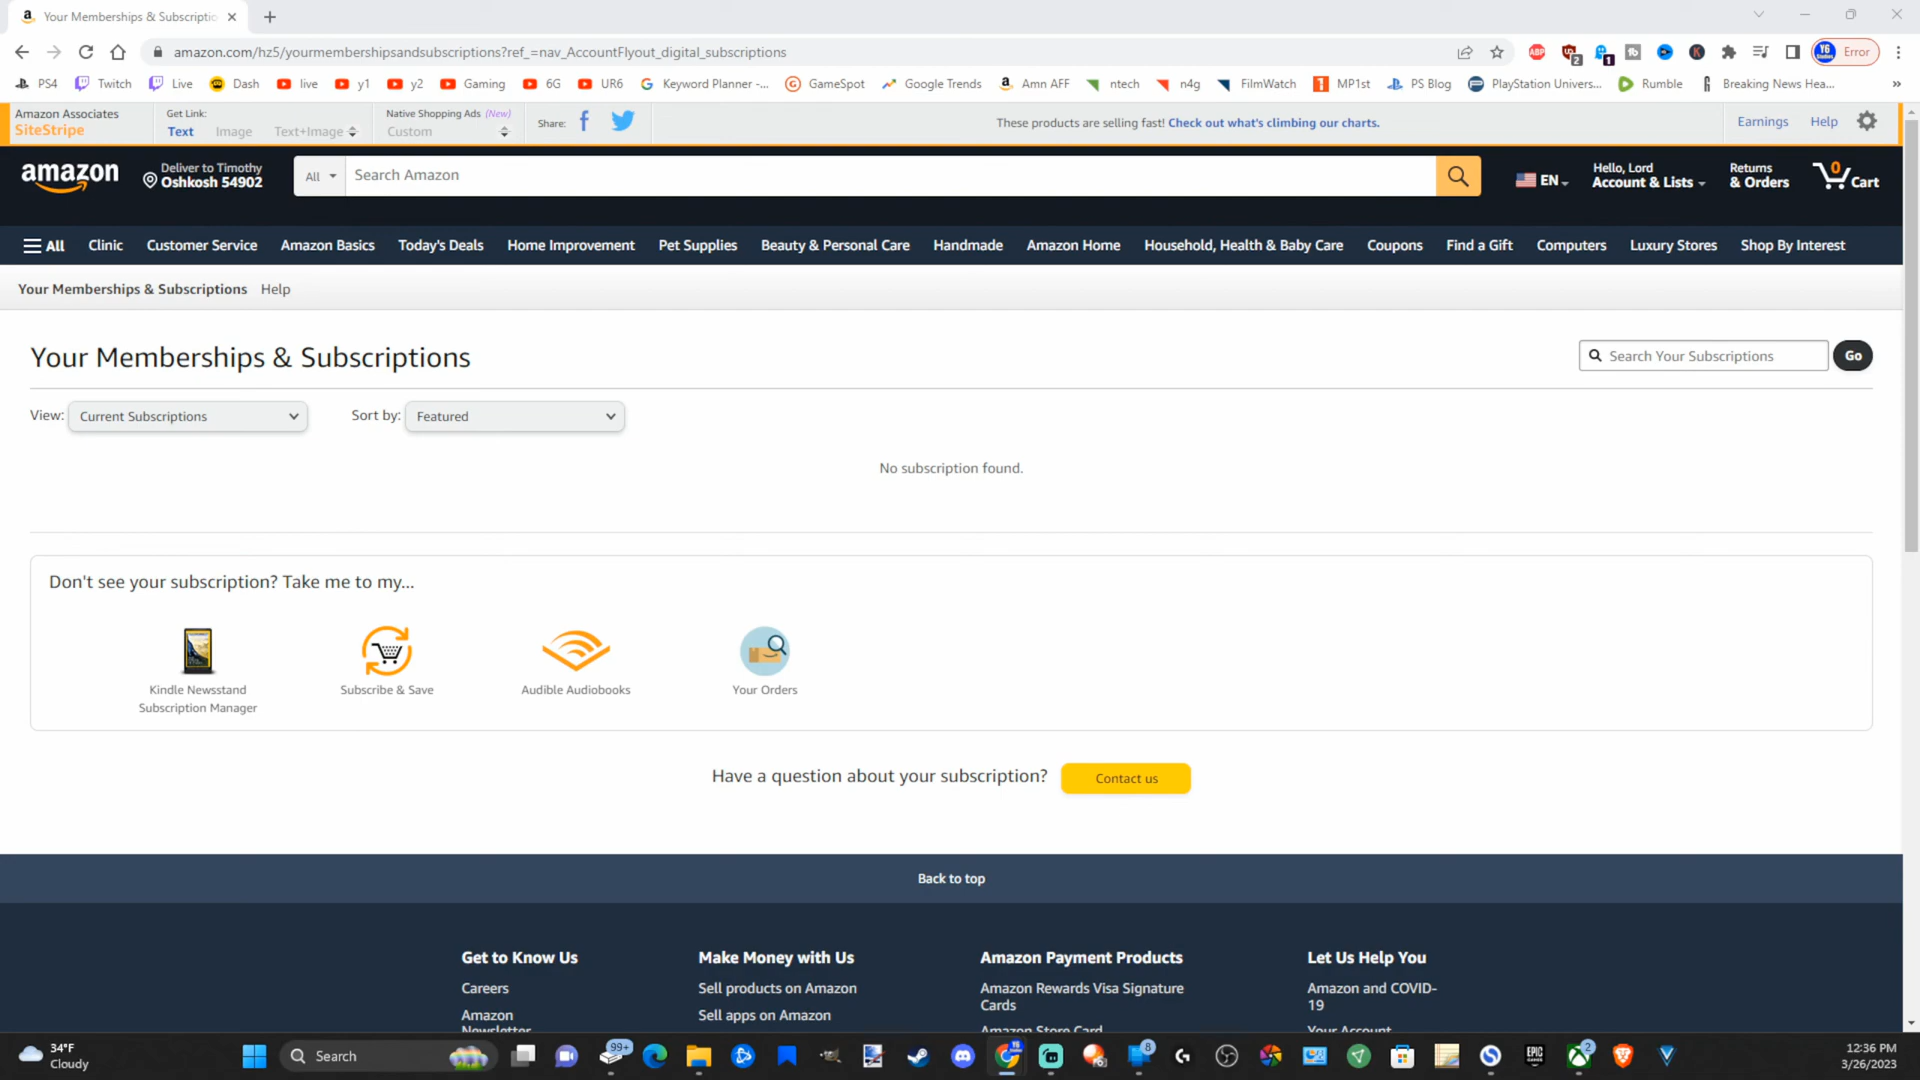 Your Memberships & Subscriptio
amazon.com/hz5/yourmembershipsandsubscriptions?ref_=nav_AccountFlyout_digital_subscriptions
2
1
Y6
Error
PS4
Twitch
Live
Dash
live
y1
y2
Gaming
6G
UR6
Keyword Planner -...
GameSpot
Google Trends
Amn AFF
ntech
n4g
FilmWatch
MP1st
PS Blog
PlayStation Univers...
Rumble
Breaking News Hea...
Amazon Associates
SiteStripe
Get Link:
Text
Image
Text+Image
Native Shopping Ads (New)
Custom
Share:
These products are selling fast! Check out what's climbing our charts.
Earnings
Help
amazon
Deliver to Timothy
Oshkosh 54902
All
Search Amazon
EN
Hello, Lord
Account & Lists
Returns
& Orders
0
Cart
All
Clinic
Customer Service
Amazon Basics
Today's Deals
Home Improvement
Pet Supplies
Beauty & Personal Care
Handmade
Amazon Home
Household, Health & Baby Care
Coupons
Find a Gift
Computers
Luxury Stores
Shop By Interest
Your Memberships & Subscriptions
Help
Your Memberships & Subscriptions
Search Your Subscriptions
Go
View:
Current Subscriptions
Sort by:
Featured
No subscription found.
Don't see your subscription? Take me to my...
Kindle Newsstand
Subscription Manager
Subscribe & Save
Audible Audiobooks
Your Orders
Have a question about your subscription?
Contact us
Back to top
Get to Know Us
Careers
Amazon
Newsletter
Make Money with Us
Sell products on Amazon
Sell apps on Amazon
Amazon Payment Products
Amazon Rewards Visa Signature
Cards
Amazon Store Card
Let Us Help You
Amazon and COVID-
19
Your Account
34°F
Cloudy
Search
99+
8
EPIC
2
12:36 PM
3/26/2023